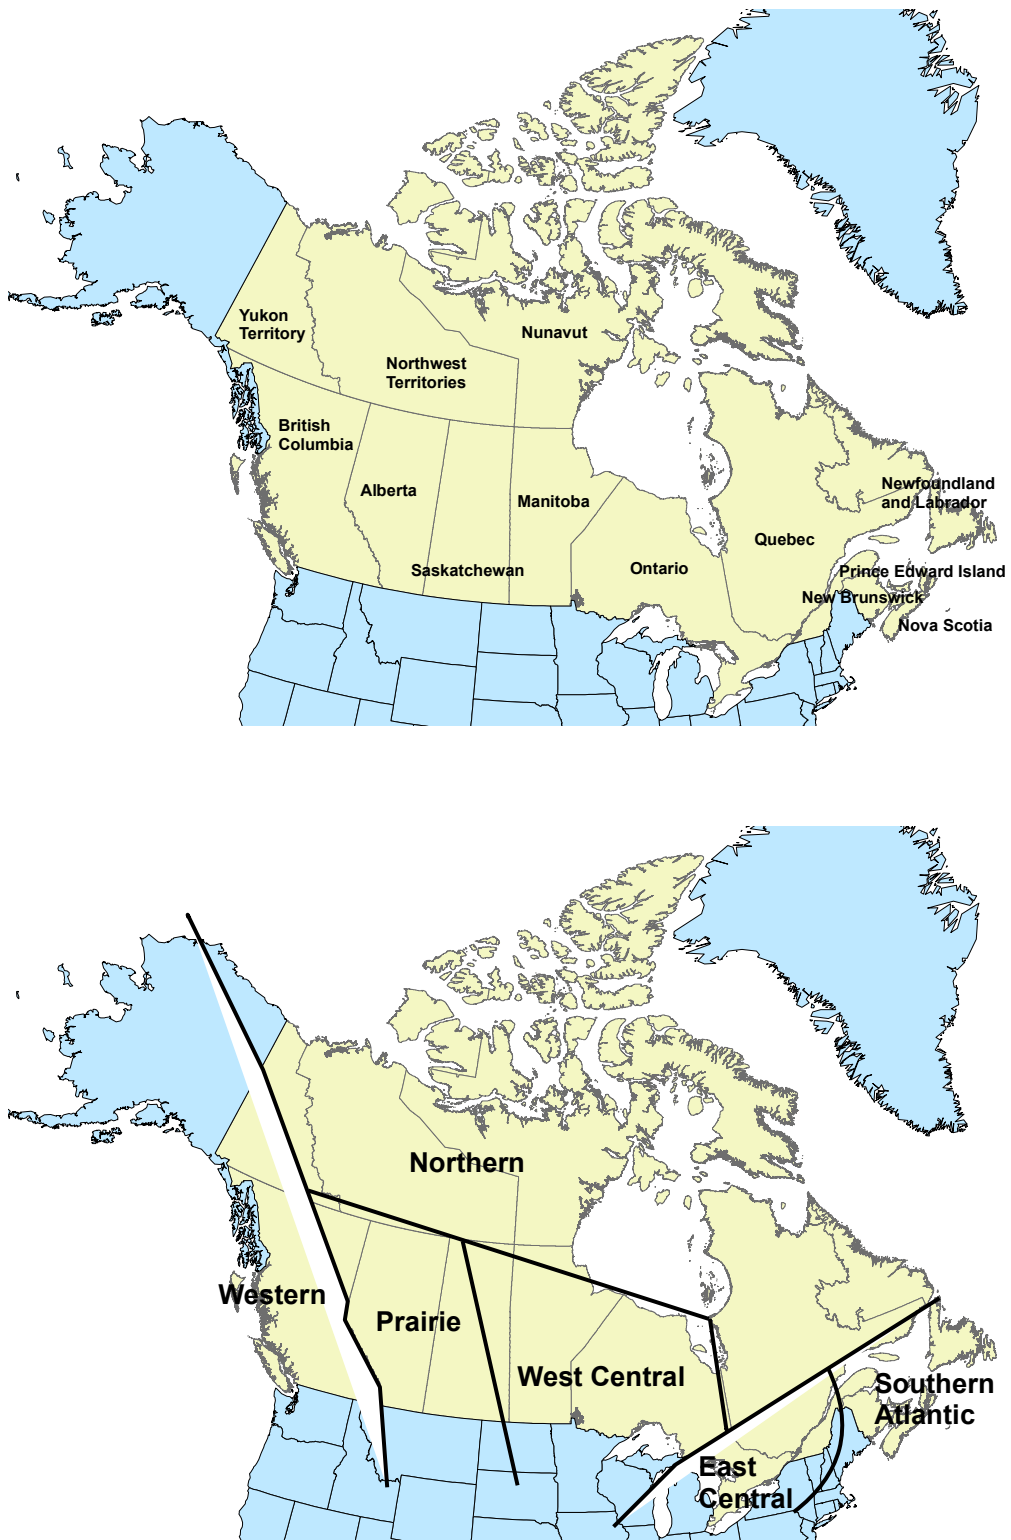 Yukon
Territory
Nunavut
Northwest
Territories
British
Columbia
Alberta
Manitoba
Newfoundland
and Labrador
Quebec
Saskatchewan
Ontario
Prince Edward Island
New Brunswick
Nova Scotia
Northern
Western
Prairie
West Central
Southern
Atlantic
East
Central